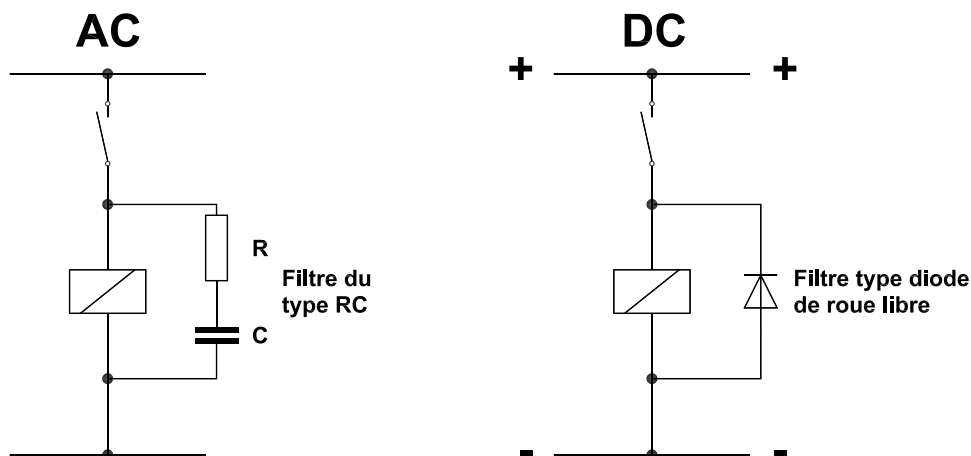 AC
DC
+ +
R
Filtre du
type RC
C
Filtre type diode
de roue libre
- -